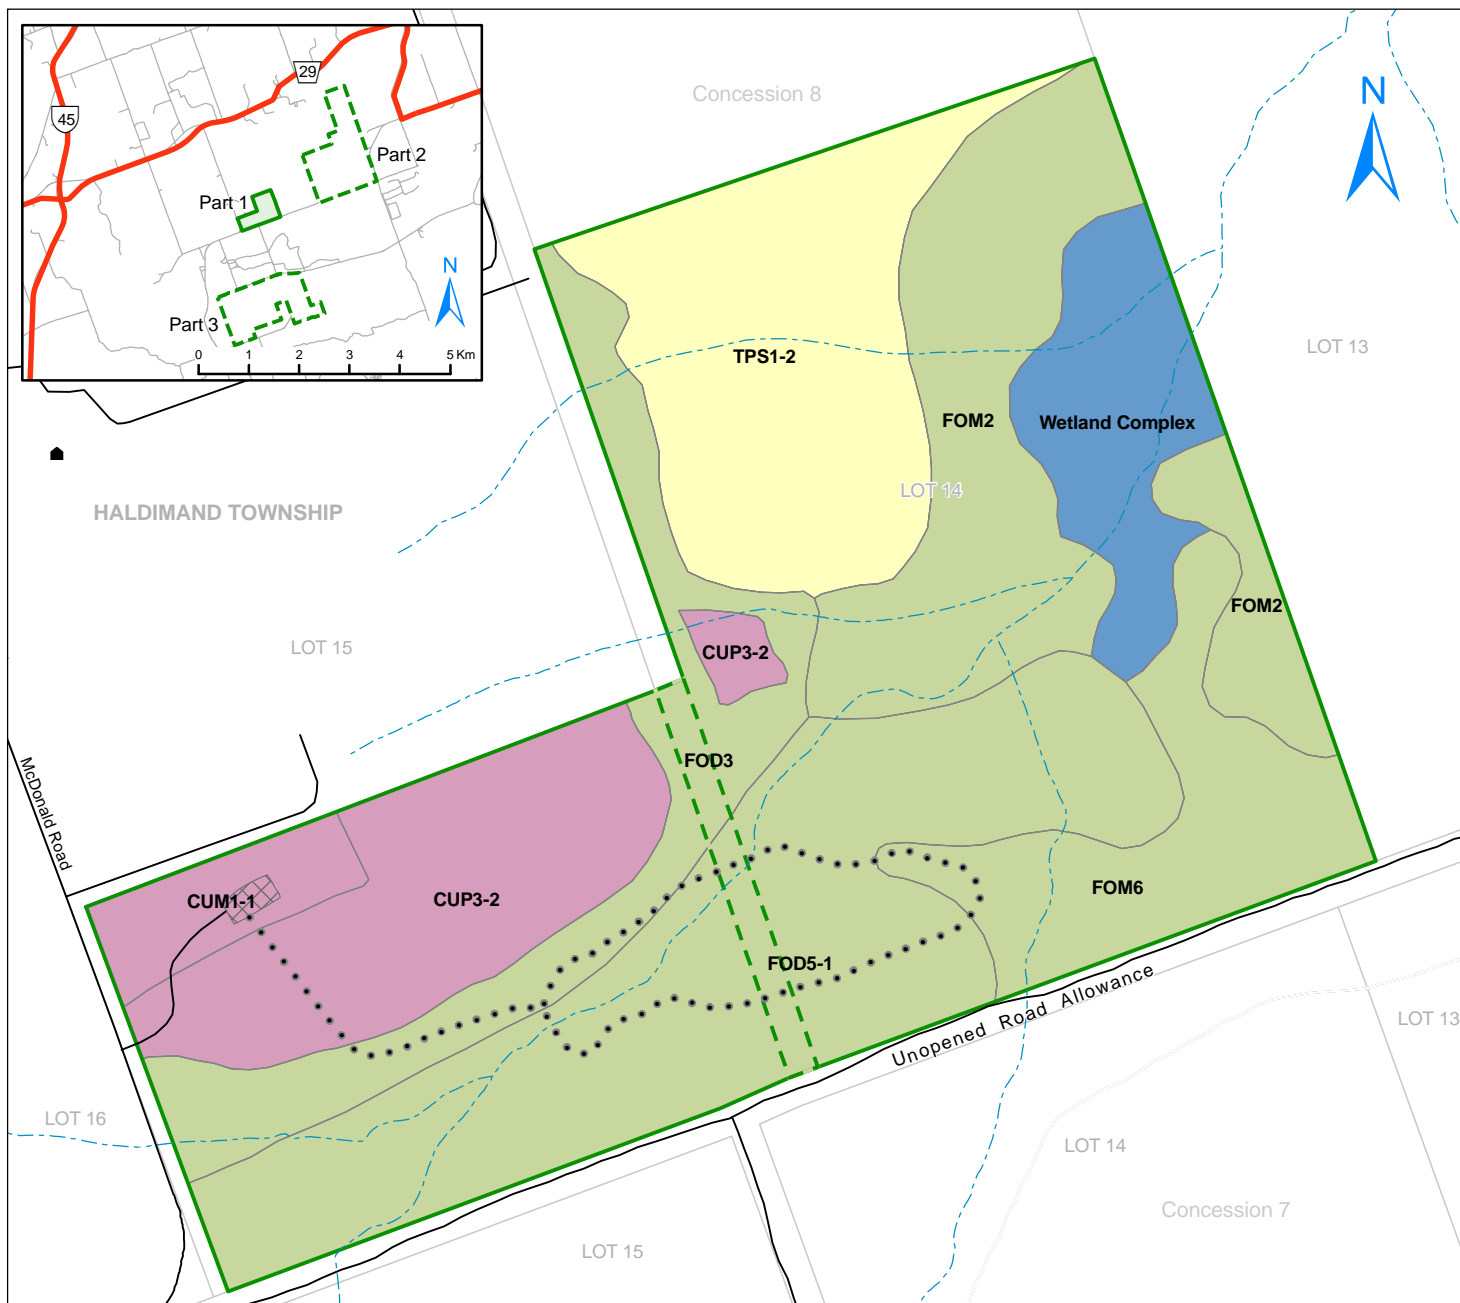 29
45
Part 2
Part 1
N
Part 3
0 1 2 3 4 5 Km
Concession 8
N
LOT 13
TPS1-2
FOM2
Wetland Complex
LOT 14
HALDIMAND TOWNSHIP
FOM2
LOT 15
CUP3-2
FOD3
McDonald Road
CUM1-1
CUP3-2
FOM6
FOD5-1
Unopened Road Allowance
LOT 13
LOT 16
LOT 14
Concession 7
LOT 15